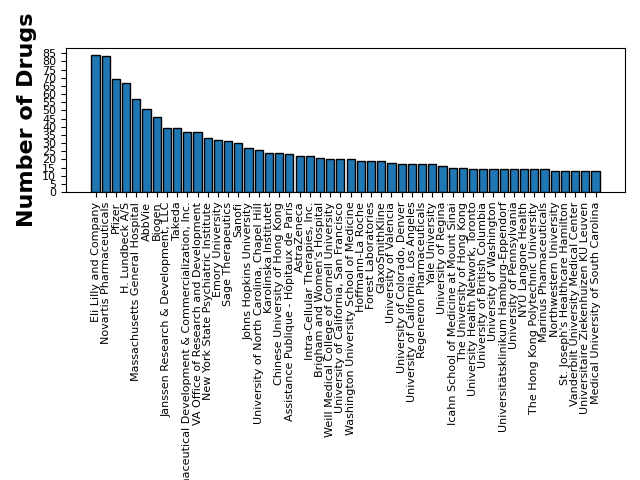 Number of Drugs
85
80
75
70
65
60
55
50
45
40
35
30
25
20
15
10
5
0
Eli Lilly and Company
Novartis Pharmaceuticals
Pfizer
H. Lundbeck A/S
Massachusetts General Hospital
AbbVie
Biogen
Janssen Research & Development, LLC
Takeda
naceutical Development & Commercialization, Inc.
VA Office of Research and Development
New York State Psychiatric Institute
Emory University
Sage Therapeutics
Sanofi
Johns Hopkins University
University of North Carolina, Chapel Hill
Karolinska Institutet
Chinese University of Hong Kong
Assistance Publique - Hôpitaux de Paris
AstraZeneca
Intra-Cellular Therapies, Inc.
Brigham and Women's Hospital
Weill Medical College of Cornell University
University of California, San Francisco
Washington University School of Medicine
Hoffmann-La Roche
Forest Laboratories
GlaxoSmithKline
University of Valencia
University of Colorado, Denver
University of California, Los Angeles
Regeneron Pharmaceuticals
Yale University
University of Regina
Icahn School of Medicine at Mount Sinai
The University of Hong Kong
University Health Network, Toronto
University of British Columbia
University of Washington
Universitätsklinikum Hamburg-Eppendorf
University of Pennsylvania
NYU Langone Health
The Hong Kong Polytechnic University
Marinus Pharmaceuticals
Northwestern University
St. Joseph's Healthcare Hamilton
Vanderbilt University Medical Center
Universitaire Ziekenhuizen KU Leuven
Medical University of South Carolina